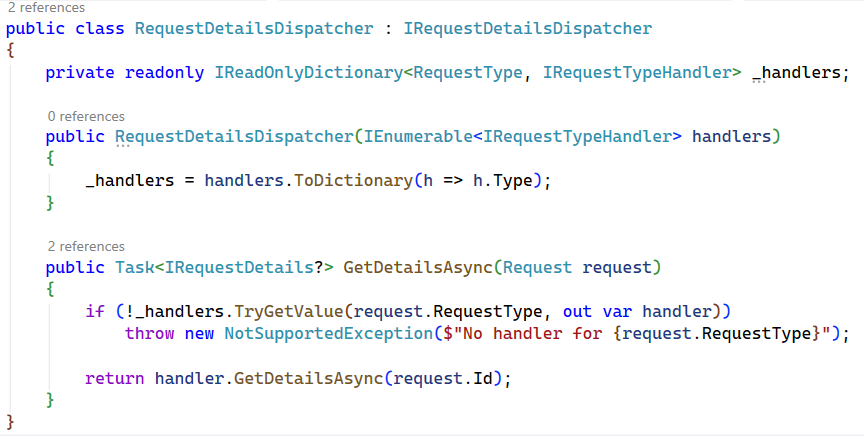 2 references
public class RequestDetailsDispatcher : IRequestDetailsDispatcher
{
    private readonly IReadOnlyDictionary<RequestType, IRequestTypeHandler> _handlers;
    0 references
    public RequestDetailsDispatcher(IEnumerable<IRequestTypeHandler> handlers)
    {
        _handlers = handlers.ToDictionary(h => h.Type);
    }
    2 references
    public Task<IRequestDetails?> GetDetailsAsync(Request request)
    {
        if (!_handlers.TryGetValue(request.RequestType, out var handler))
            throw new NotSupportedException($"No handler for {request.RequestType}");
        return handler.GetDetailsAsync(request.Id);
    }
}